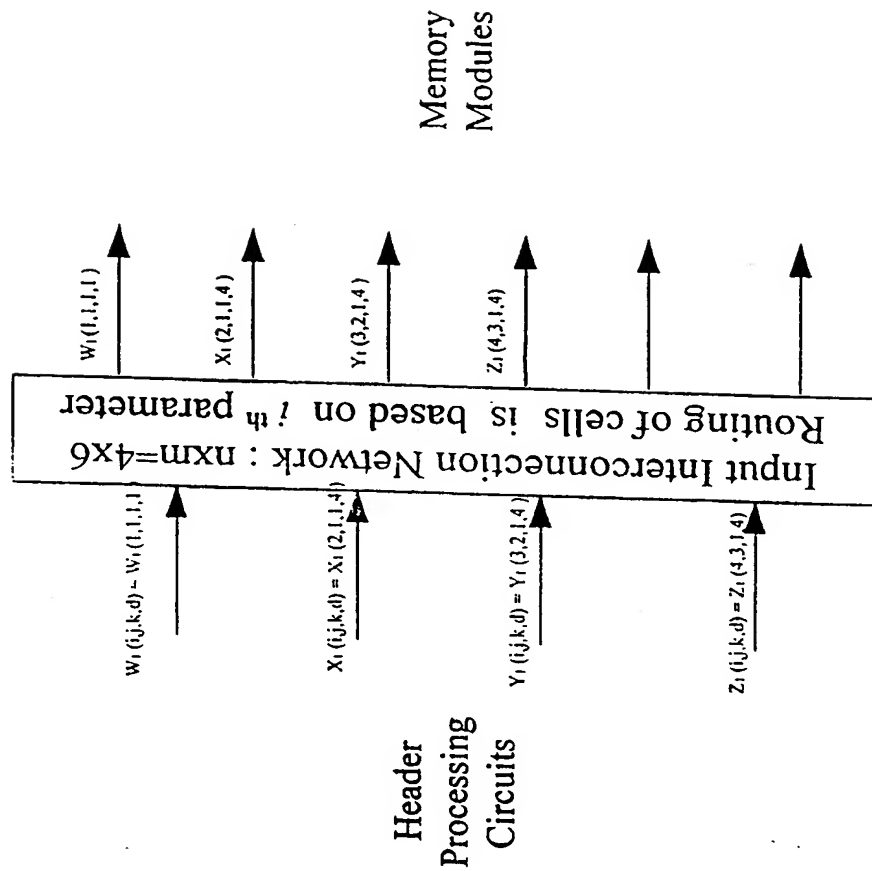 Header
Processing
Circuits
W1 (i,j,k,d) = W1 (1,1,1,1)
X1 (i,j,k,d) = X1 (2,1,1,4)
Y1 (i,j,k,d) = Y1 (3,2,1,4)
Z1 (i,j,k,d) = Z1 (4,3,1,4)
Input Interconnection Network : nxm=4x6
Routing of cells is based on i th parameter
W1 (1,1,1,1)
X1 (2,1,1,4)
Y1 (3,2,1,4)
Z1 (4,3,1,4)
Memory
Modules